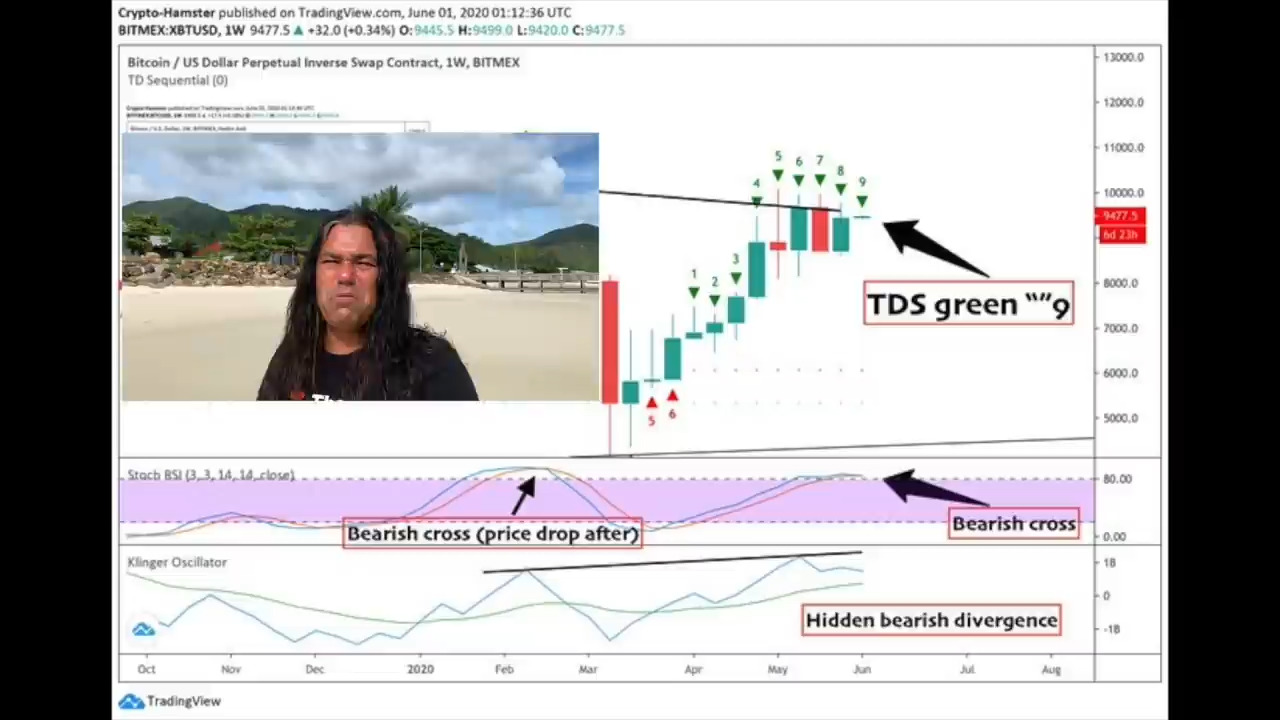 Crypto-Hamster published on TradingView.com, June 01, 2020 01:12:36 UTC
BITMEX:XBTUSD, 1W 9477.5 ▲ +32.0 (+0.34%) O:9445.5 H:9499.0 L:9420.0 C:9477.5
Bitcoin / US Dollar Perpetual Inverse Swap Contract, 1W, BITMEX
TD Sequential (0)
13000.0
12000.0
11000.0
10000.0
9477.5
6d 23h
8000.0
7000.0
6000.0
5000.0
1 2 3 4 5 6 7 8 9
5 6
TDS green “”9
Stoch RSI (3, 3, 14, 14, close)
80.00
0.00
Bearish cross (price drop after)
Bearish cross
Klinger Oscillator
18
0
-18
Hidden bearish divergence
Oct Nov Dec 2020 Feb Mar Apr May Jun Jul Aug
TradingView